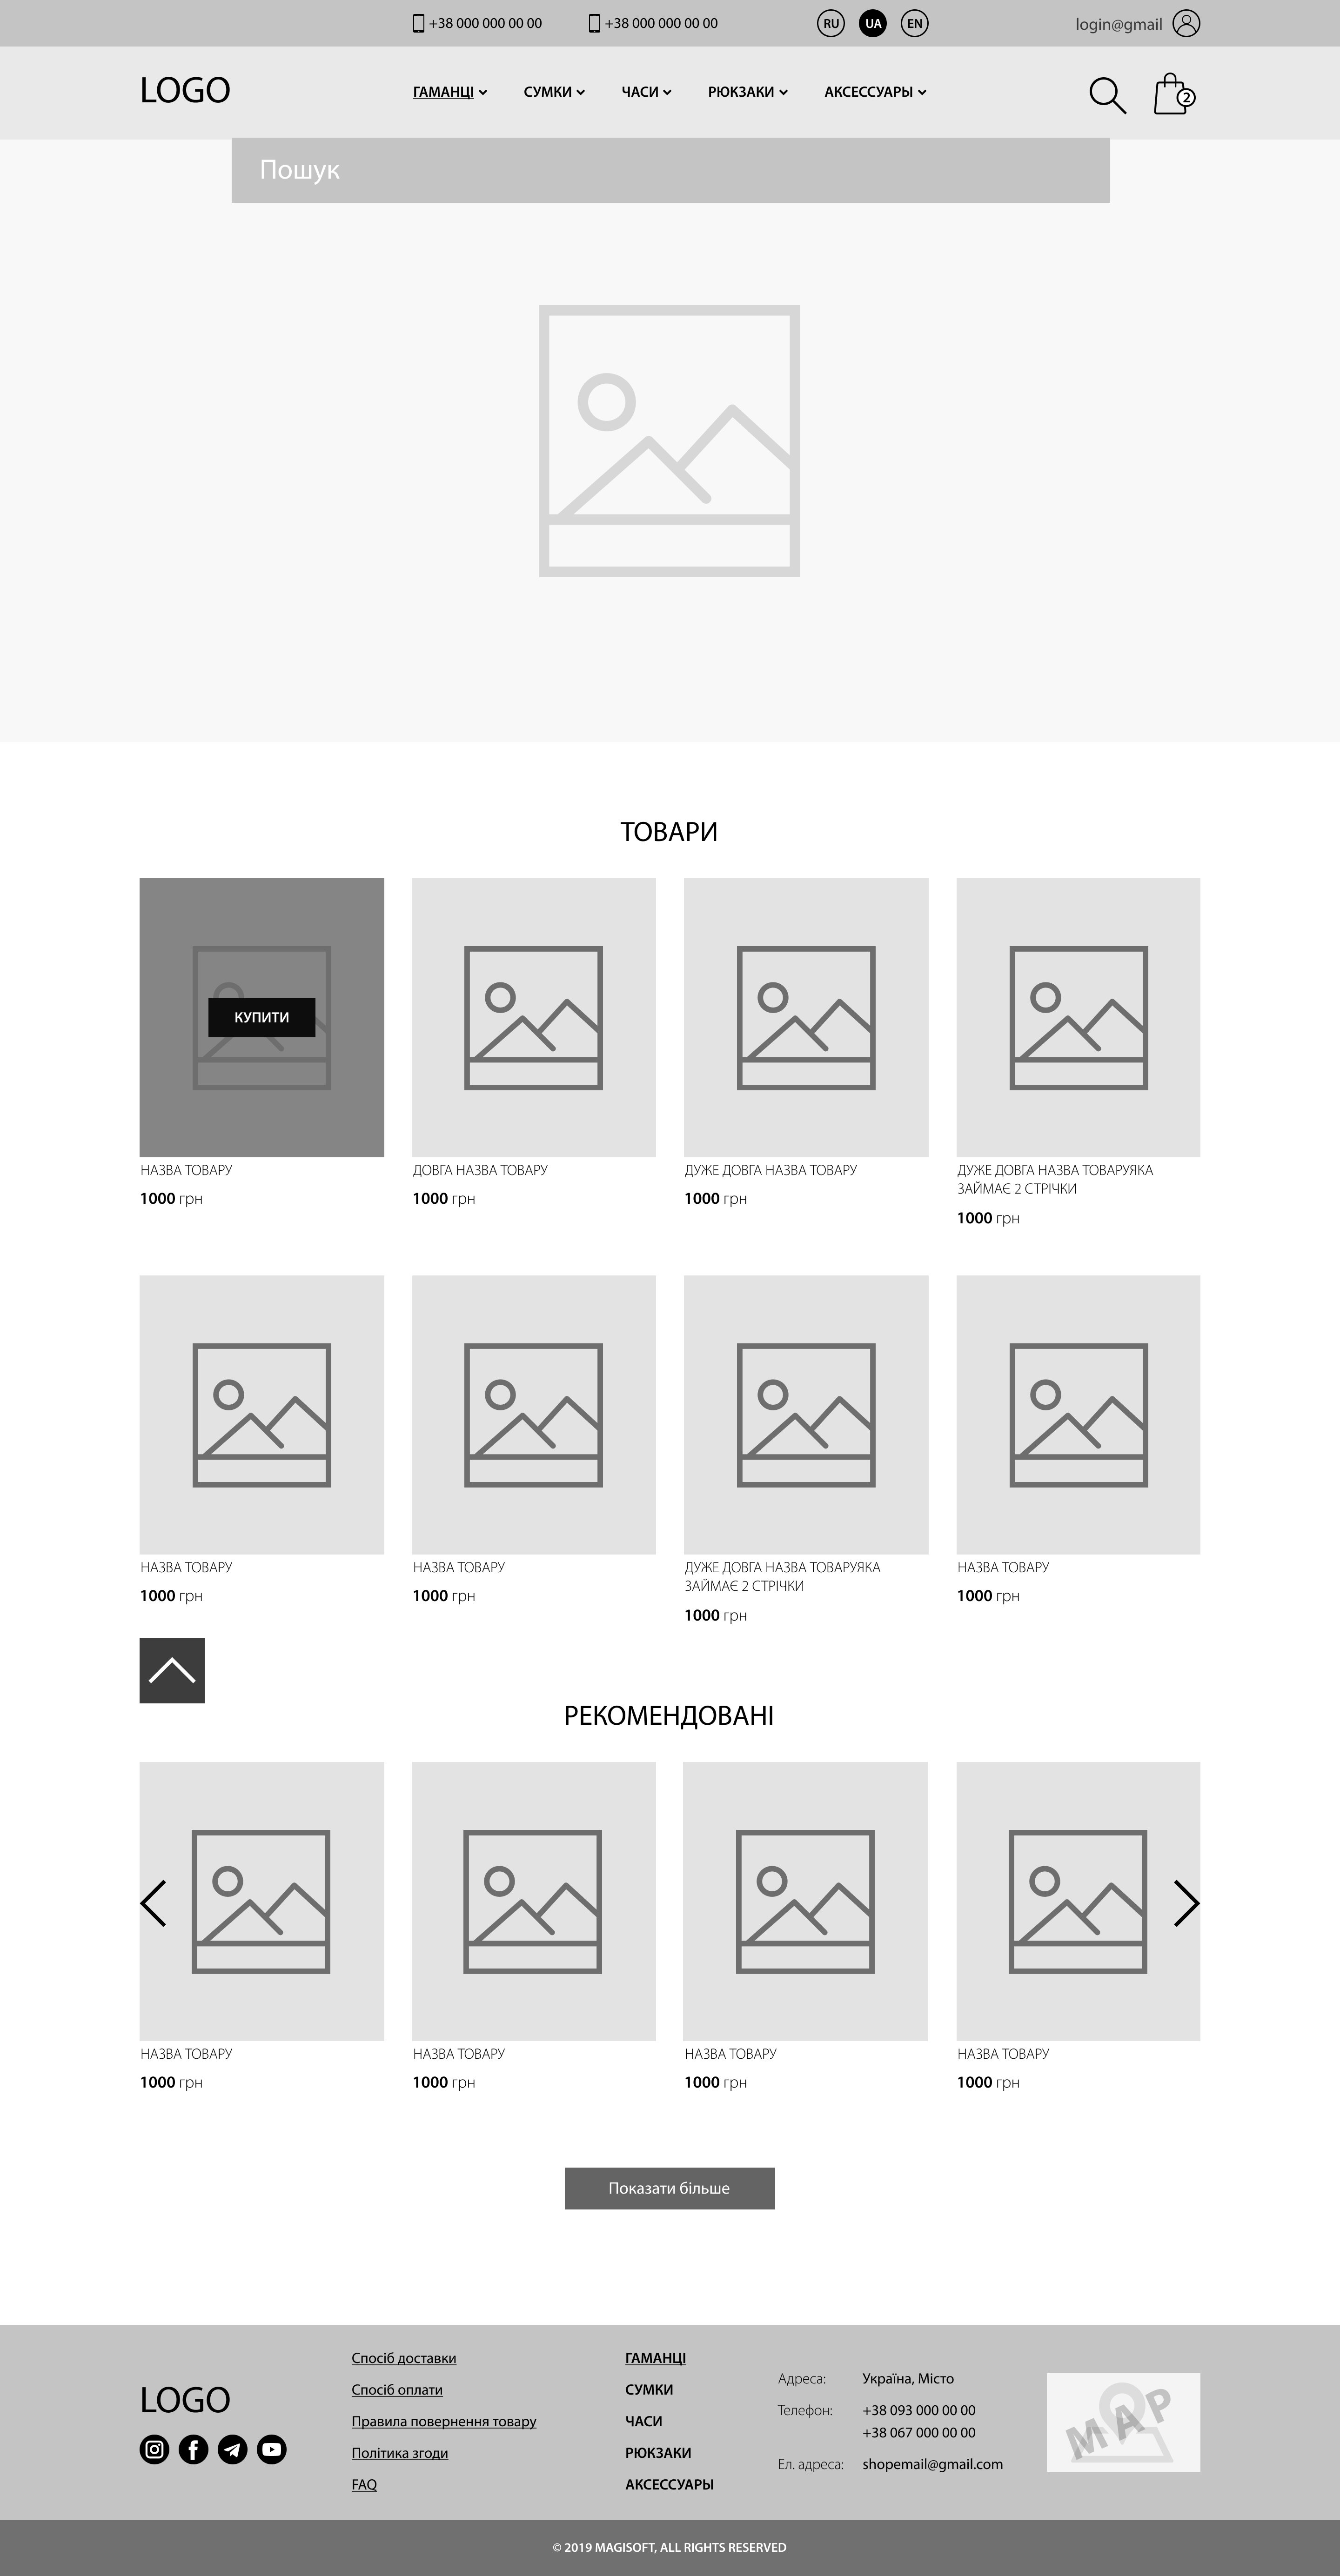 +38 000 000 00 00 +38 000 000 00 00 RU UA EN login@gmail
LOGO ГАМАНЦІ СУМКИ ЧАСИ РЮКЗАКИ АКСЕССУАРЫ 2
Пошук
ТОВАРИ
КУПИТИ
НАЗВА ТОВАРУ
1000 грн
ДОВГА НАЗВА ТОВАРУ
1000 грн
ДУЖЕ ДОВГА НАЗВА ТОВАРУ
1000 грн
ДУЖЕ ДОВГА НАЗВА ТОВАРУЯКА
ЗАЙМАЄ 2 СТРІЧКИ
1000 грн
НАЗВА ТОВАРУ
1000 грн
НАЗВА ТОВАРУ
1000 грн
ДУЖЕ ДОВГА НАЗВА ТОВАРУЯКА
ЗАЙМАЄ 2 СТРІЧКИ
1000 грн
НАЗВА ТОВАРУ
1000 грн
РЕКОМЕНДОВАНІ
НАЗВА ТОВАРУ
1000 грн
НАЗВА ТОВАРУ
1000 грн
НАЗВА ТОВАРУ
1000 грн
НАЗВА ТОВАРУ
1000 грн
Показати більше
LOGO
Спосіб доставки
Спосіб оплати
Правила повернення товару
Політика згоди
FAQ
ГАМАНЦІ
СУМКИ
ЧАСИ
РЮКЗАКИ
АКСЕССУАРЫ
Адреса: Україна, Місто
Телефон: +38 093 000 00 00
+38 067 000 00 00
Ел. адреса: shopemail@gmail.com
MAP
© 2019 MAGISOFT, ALL RIGHTS RESERVED